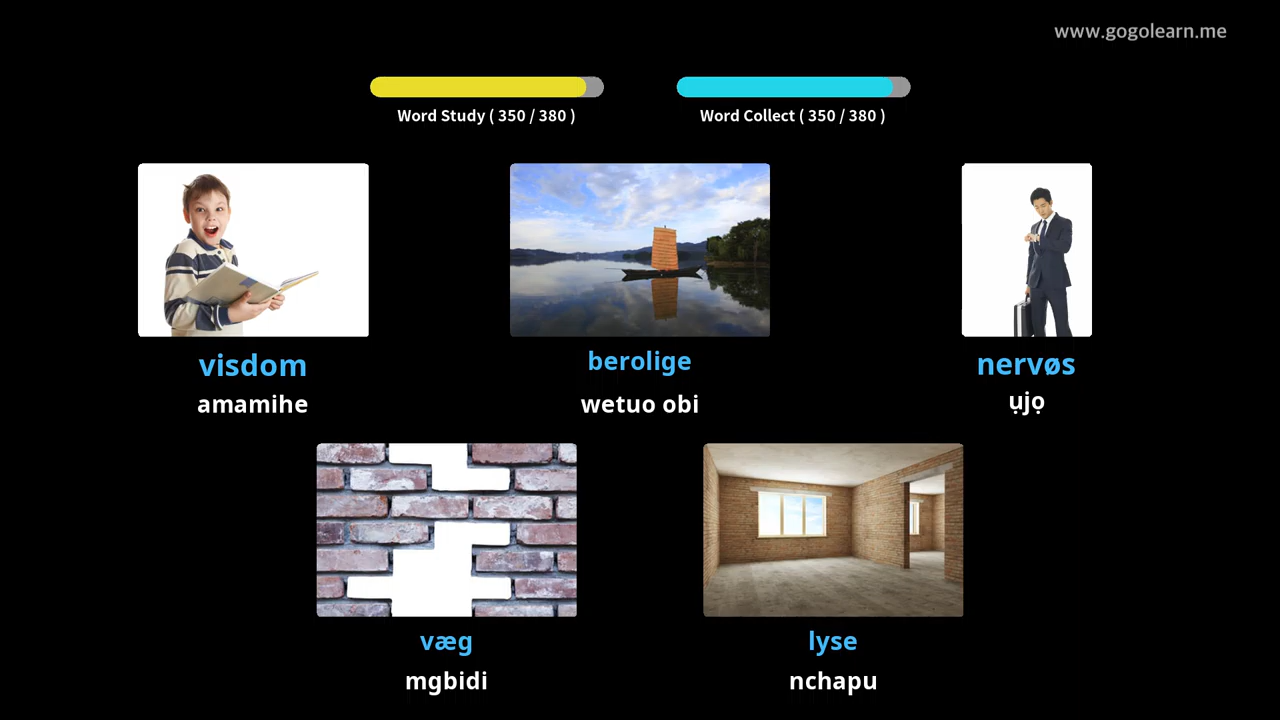 www.gogolearn.me
Word Study ( 350 / 380 )
Word Collect ( 350 / 380 )
visdom
amamihe
berolige
wetuo obi
nervøs
ụjọ
væg
mgbidi
lyse
nchapu